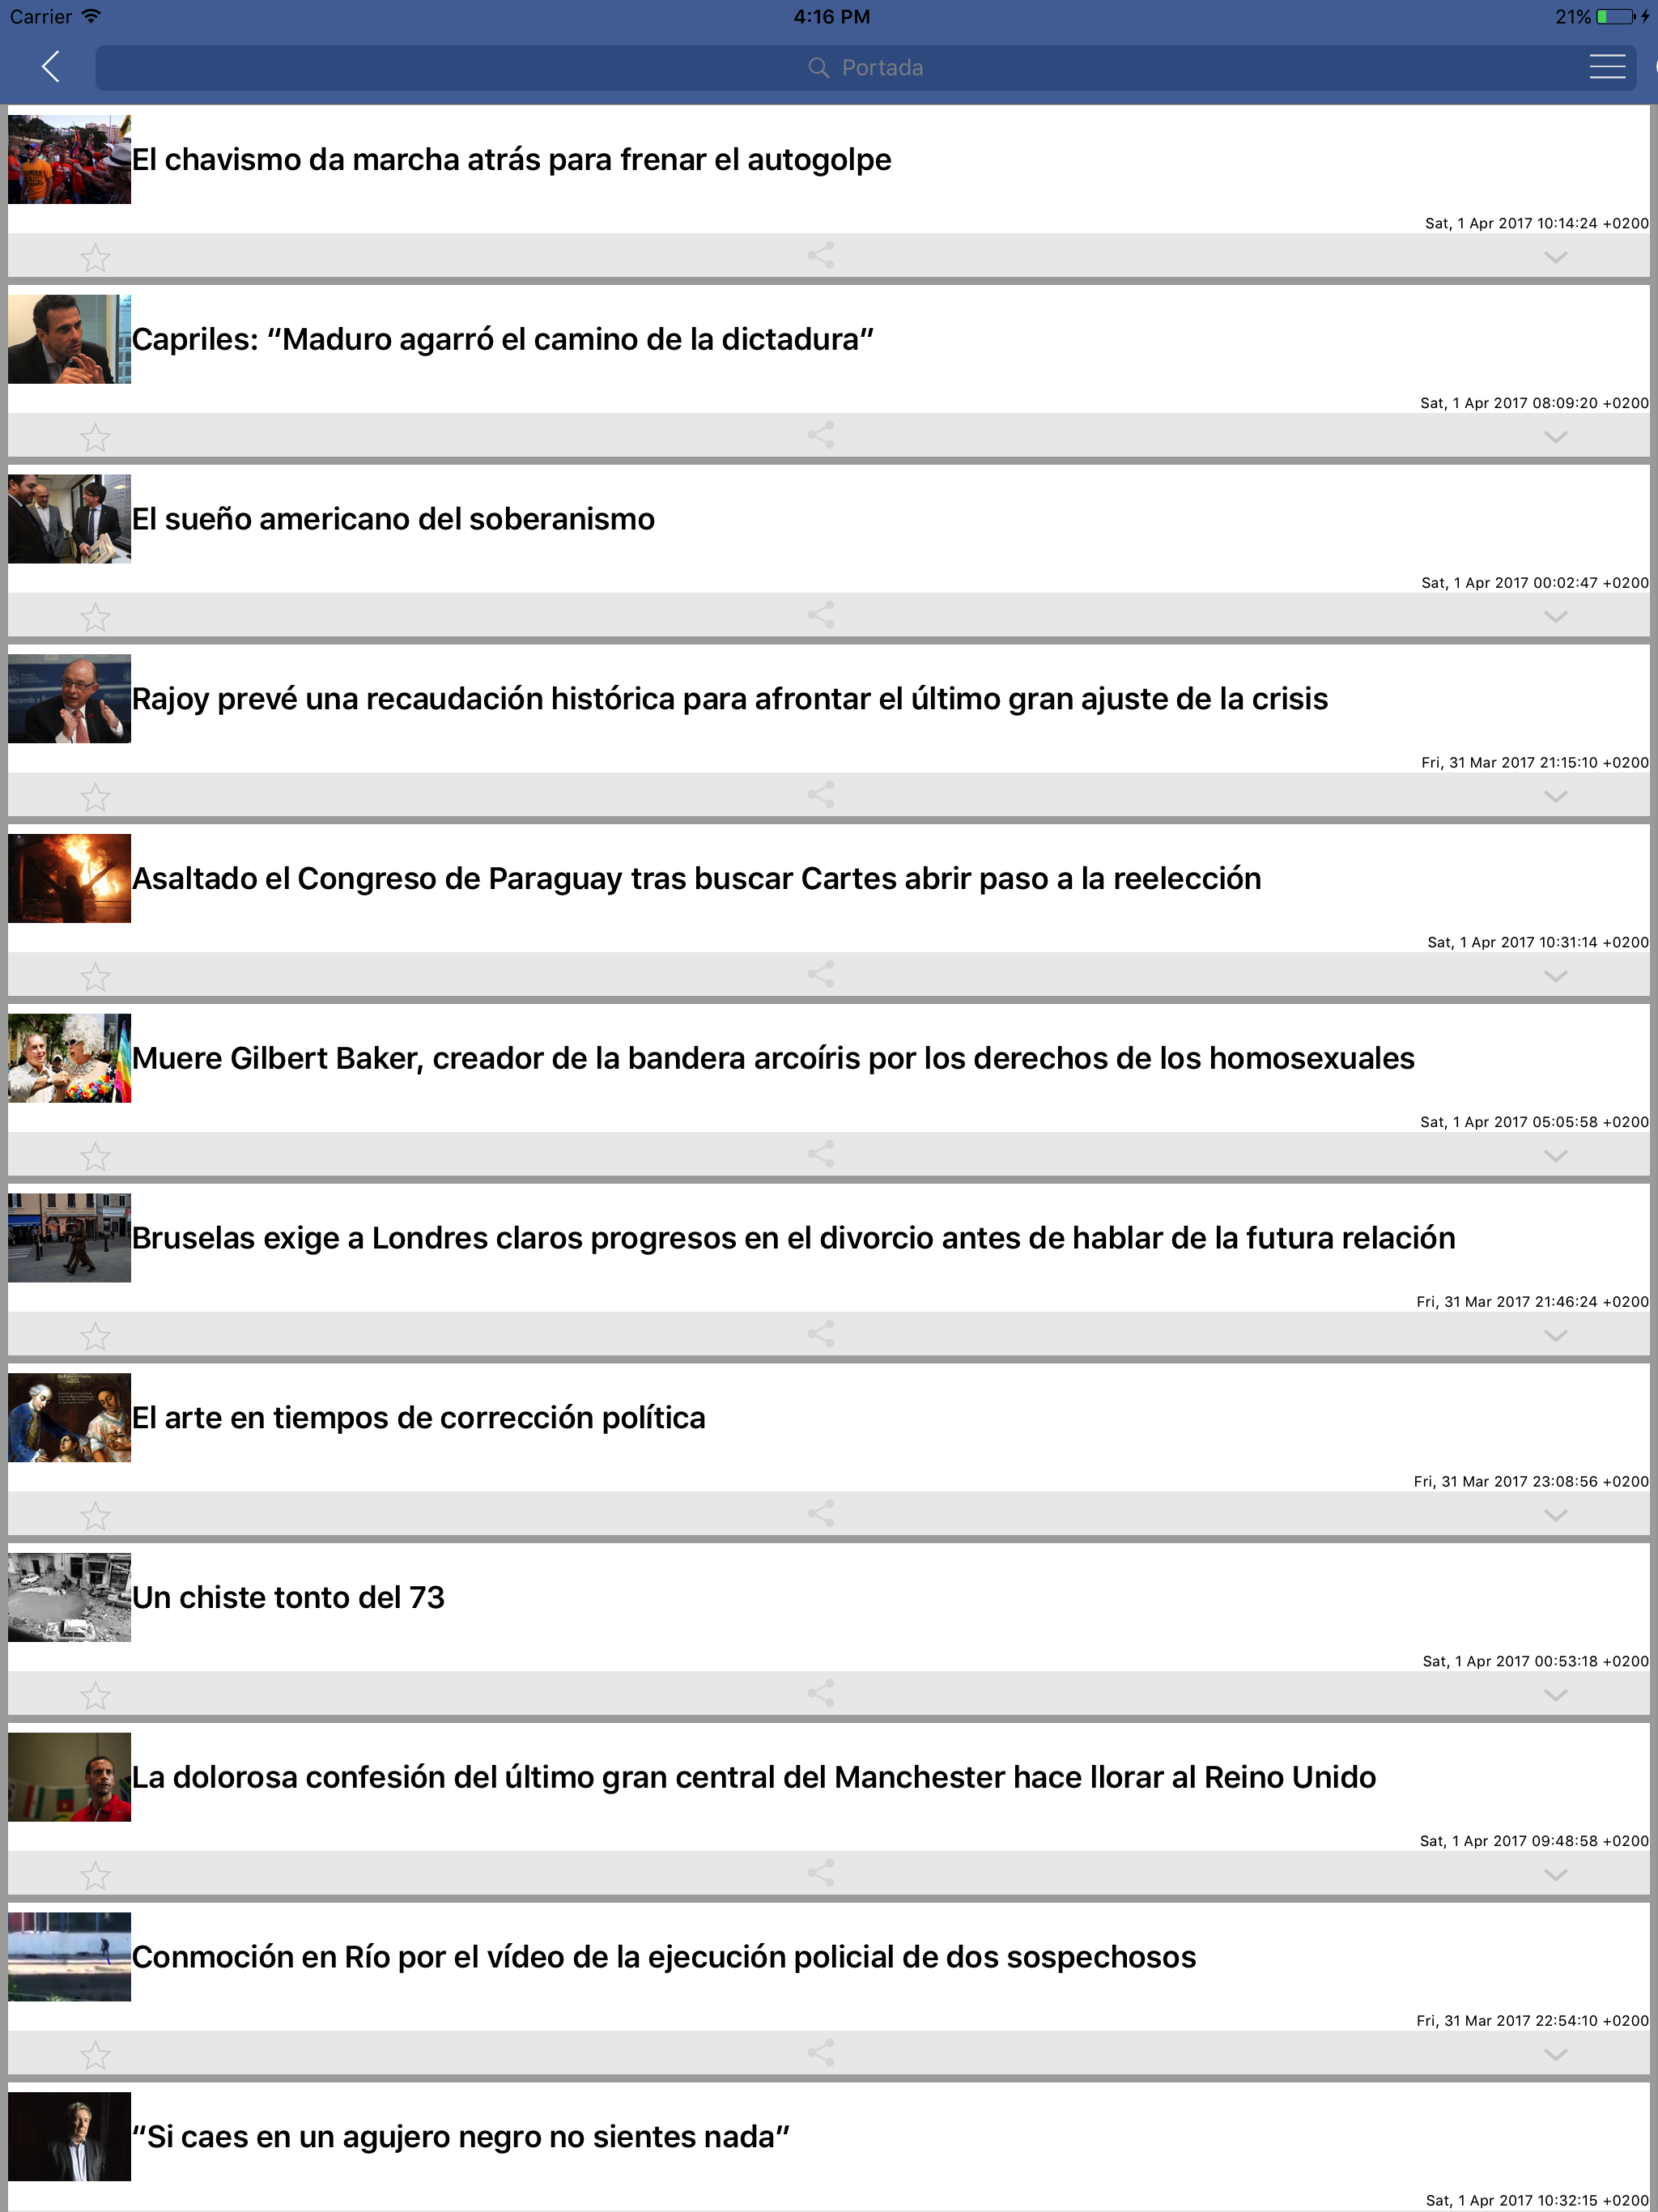 Carrier 4:16 PM 21%
Portada
El chavismo da marcha atrás para frenar el autogolpe
Sat, 1 Apr 2017 10:14:24 +0200
Capriles: “Maduro agarró el camino de la dictadura”
Sat, 1 Apr 2017 08:09:20 +0200
El sueño americano del soberanismo
Sat, 1 Apr 2017 00:02:47 +0200
Rajoy prevé una recaudación histórica para afrontar el último gran ajuste de la crisis
Fri, 31 Mar 2017 21:15:10 +0200
Asaltado el Congreso de Paraguay tras buscar Cartes abrir paso a la reelección
Sat, 1 Apr 2017 10:31:14 +0200
Muere Gilbert Baker, creador de la bandera arcoíris por los derechos de los homosexuales
Sat, 1 Apr 2017 05:05:58 +0200
Bruselas exige a Londres claros progresos en el divorcio antes de hablar de la futura relación
Fri, 31 Mar 2017 21:46:24 +0200
El arte en tiempos de corrección política
Fri, 31 Mar 2017 23:08:56 +0200
Un chiste tonto del 73
Sat, 1 Apr 2017 00:53:18 +0200
La dolorosa confesión del último gran central del Manchester hace llorar al Reino Unido
Sat, 1 Apr 2017 09:48:58 +0200
Conmoción en Río por el vídeo de la ejecución policial de dos sospechosos
Fri, 31 Mar 2017 22:54:10 +0200
“Si caes en un agujero negro no sientes nada”
Sat, 1 Apr 2017 10:32:15 +0200